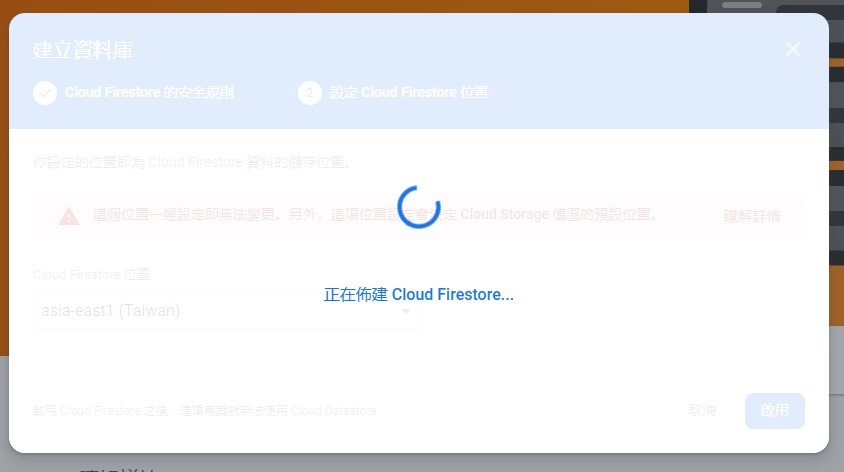 建立資料庫
Cloud Firestore 的安全規則
2 設定 Cloud Firestore 位置
你設定的位置即為 Cloud Firestore 資料的儲存位置。
這個位置一經設定即無法變更。另外，這項位置設定會 定 Cloud Storage 值區的預設位置。 瞭解詳情
Cloud Firestore 位置
正在佈建 Cloud Firestore...
asia-east1 (Taiwan)
啟用 Cloud Firestore 之後，這項專案就無法使用 Cloud Datastore
取消 啟用